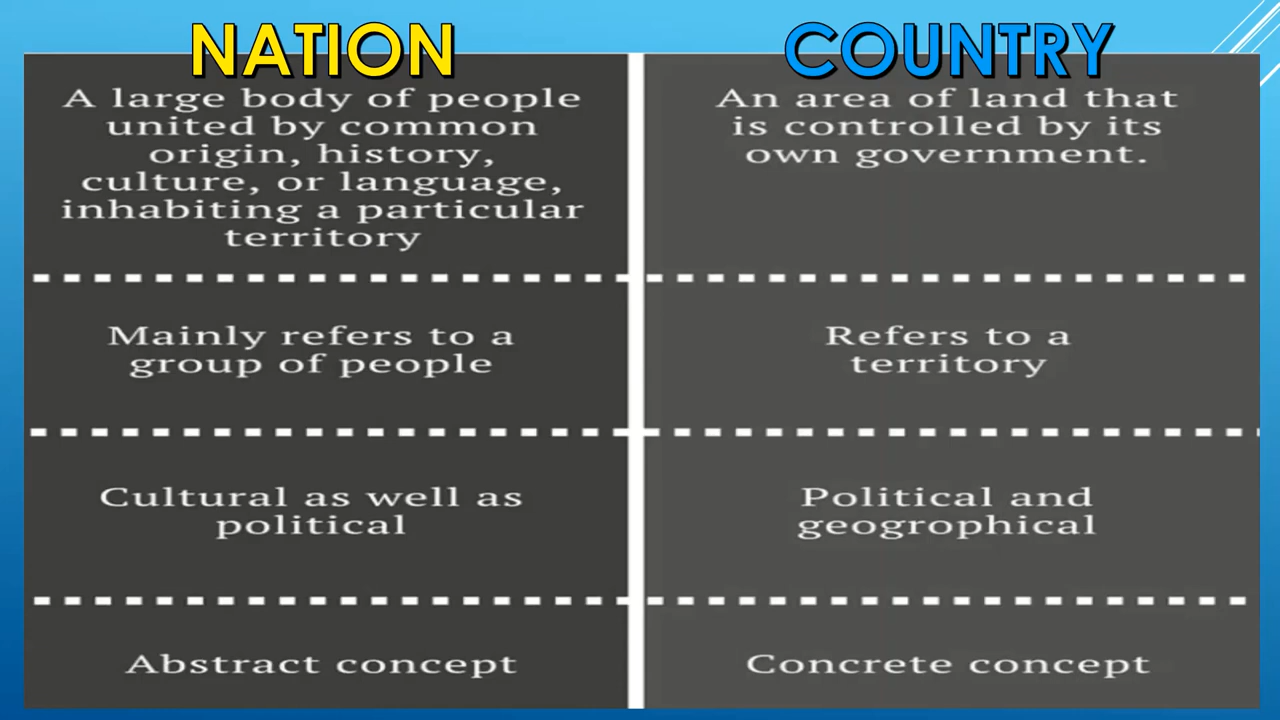 NATION
A large body of people
united by common
origin, history,
culture, or language,
inhabiting a particular
territory
Mainly refers to a
group of people
Cultural as well as
political
Abstract concept
COUNTRY
An area of land that
is controlled by its
own government.
Refers to a
territory
Political and
geogrophical
Concrete concept